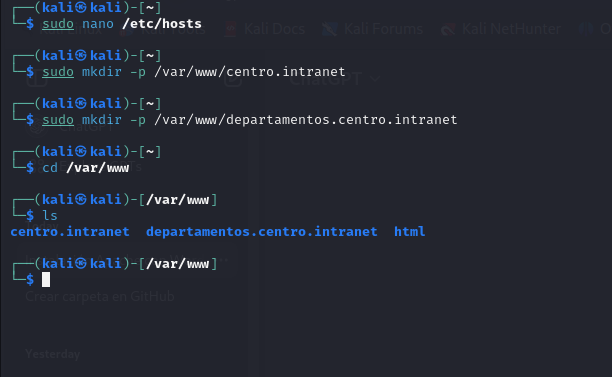 ┌──(kali㉿kali)-[~]
└─$ sudo nano /etc/hosts
Kali Forums
Kali NetHunter
┌──(kali㉿kali)-[~]
└─$ sudo mkdir -p /var/www/centro.intranet
┌──(kali㉿kali)-[~]
└─$ sudo mkdir -p /var/www/departamentos.centro.intranet
┌──(kali㉿kali)-[~]
└─$ cd /var/www
┌──(kali㉿kali)-[/var/www]
└─$ ls
centro.intranet departamentos.centro.intranet html
┌──(kali㉿kali)-[/var/www]
└─$
Crear carpeta en GitHub
Yesterday